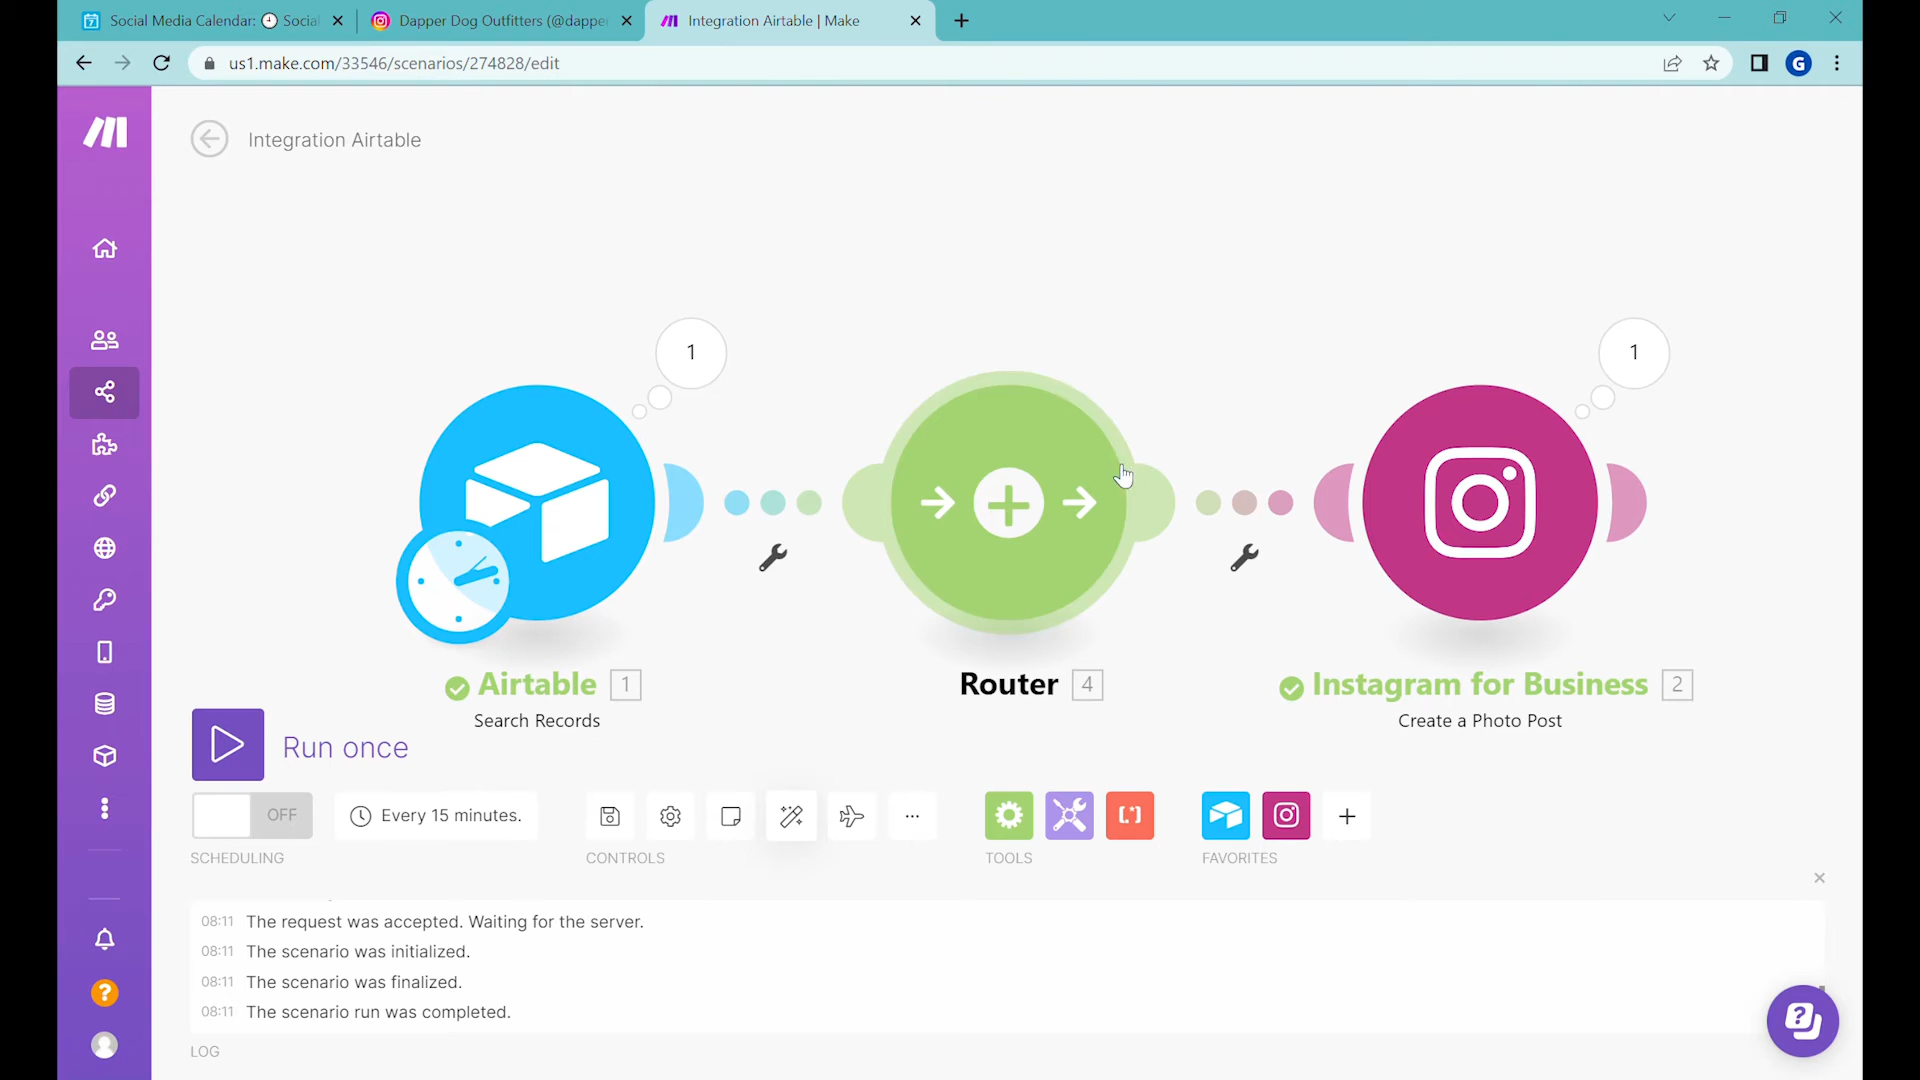 Social Media Calendar: Social
Dapper Dog Outfitters (@dappe
Integration Airtable | Make
us1.make.com/33546/scenarios/274828/edit
G
Integration Airtable
1
1
Airtable 1
Search Records
Router 4
Instagram for Business 2
Create a Photo Post
Run once
OFF
Every 15 minutes.
SCHEDULING
CONTROLS
TOOLS
FAVORITES
08:11 The request was accepted. Waiting for the server.
08:11 The scenario was initialized.
08:11 The scenario was finalized.
08:11 The scenario run was completed.
LOG